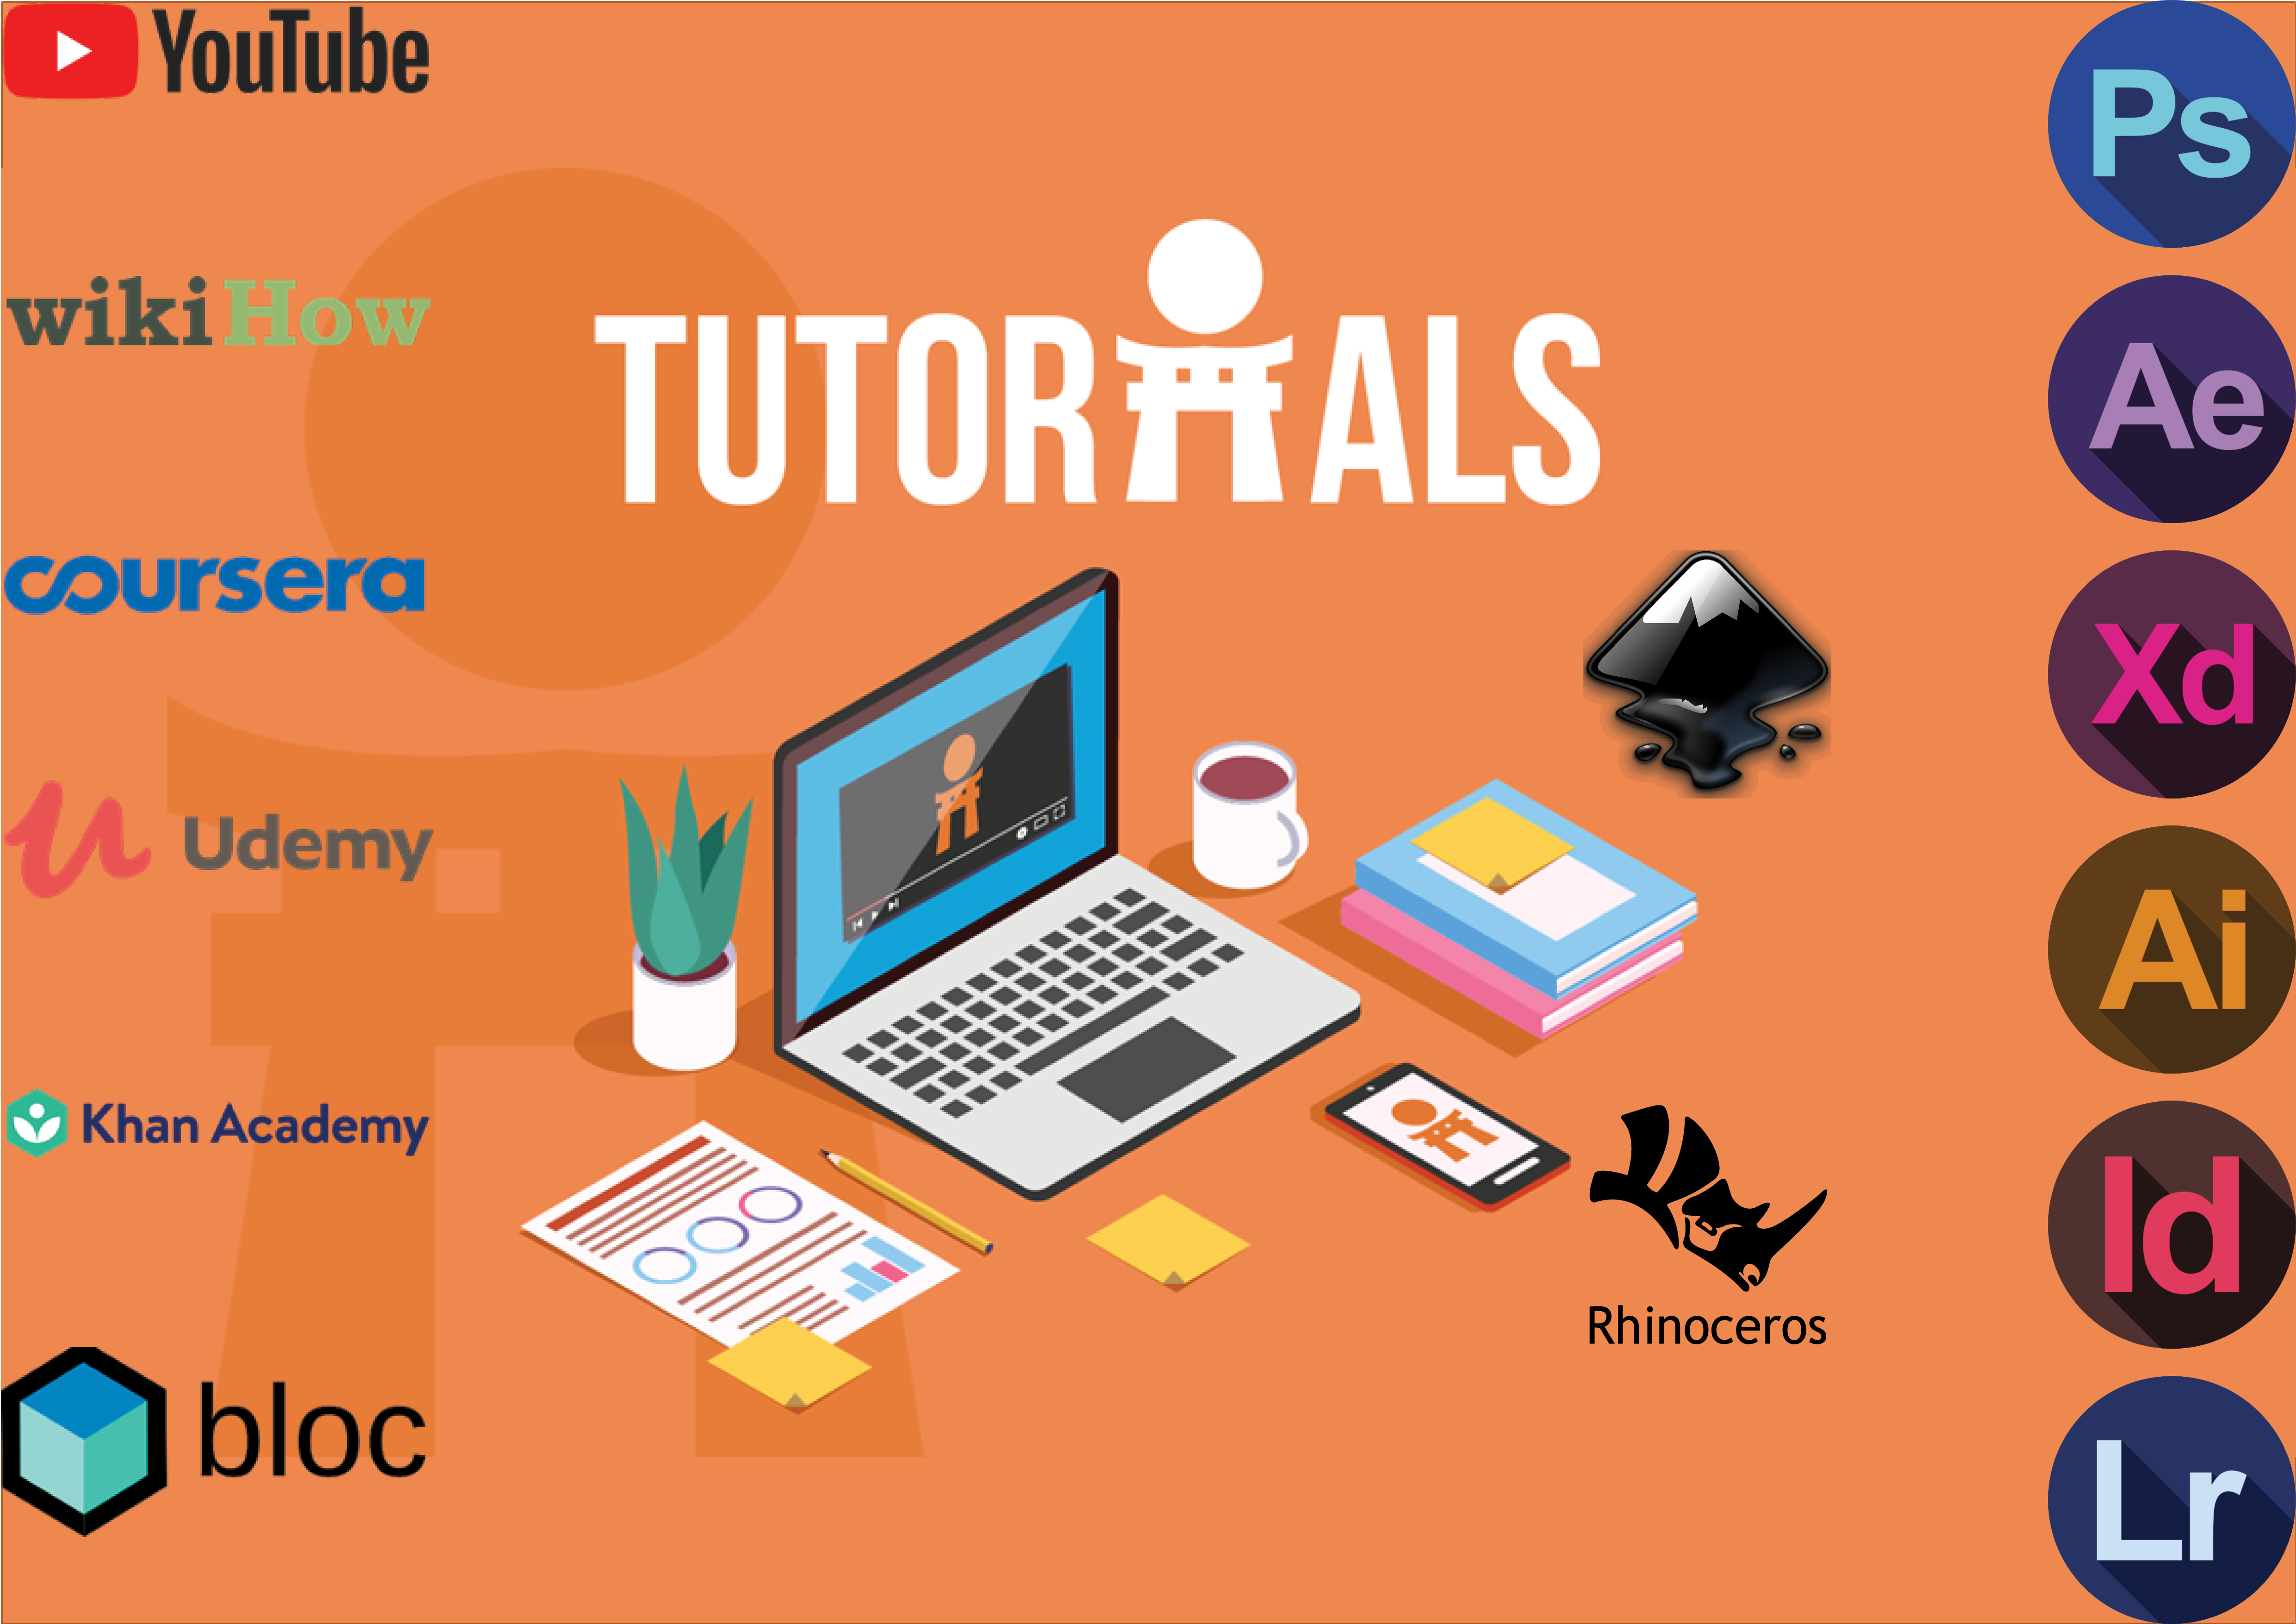 YouTube
wikiHow
coursera
Udemy
Khan Academy
bloc
TUTORIALS
Rhinoceros
Ps
Ae
Xd
Ai
Id
Lr